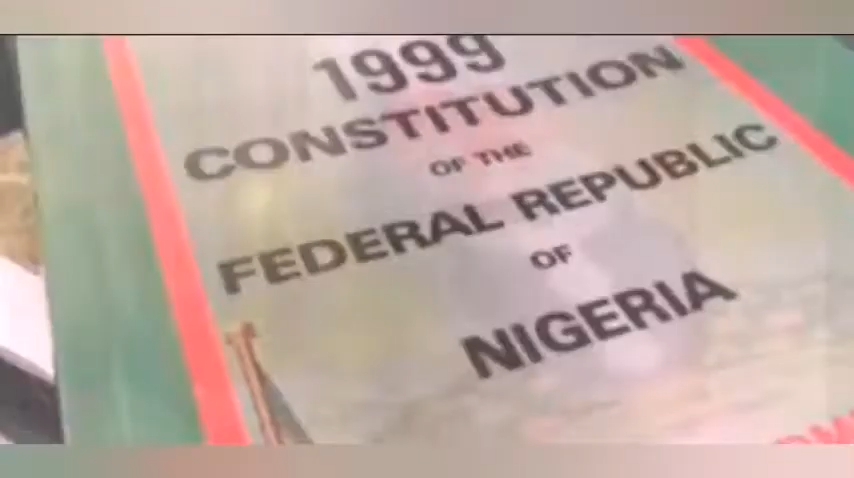 1999
CONSTITUTION
OF THE
FEDERAL REPUBLIC
OF
NIGERIA